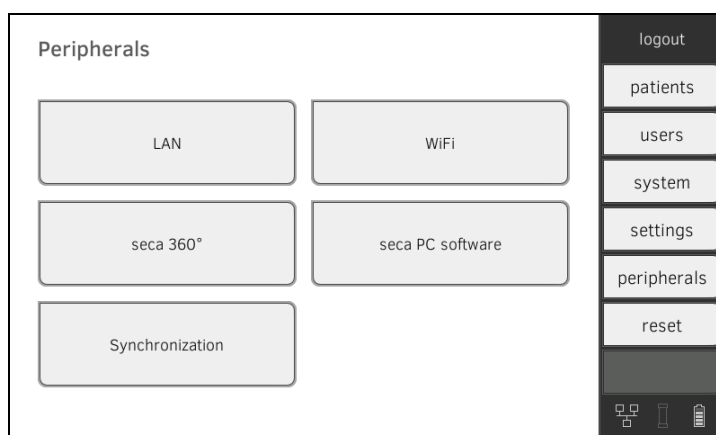 Peripherals
LAN
WiFi
seca 360°
seca PC software
Synchronization
logout
patients
users
system
settings
peripherals
reset